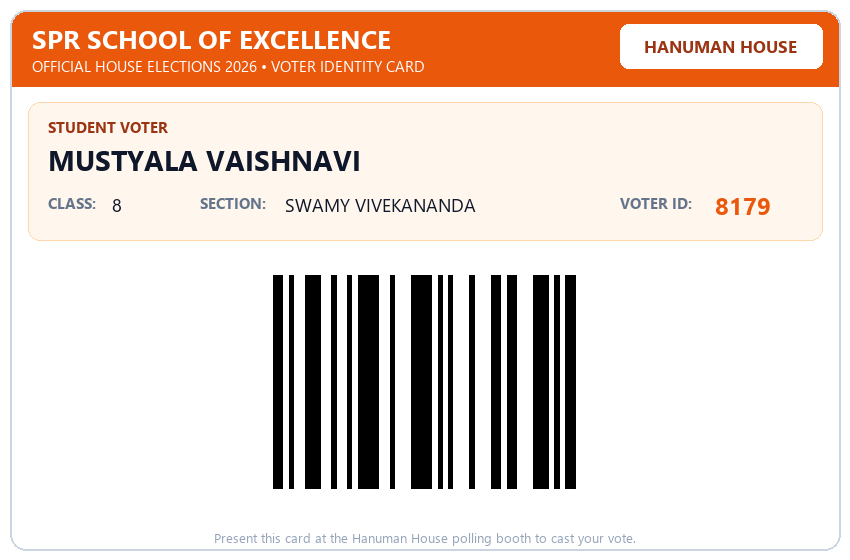 SPR SCHOOL OF EXCELLENCE
OFFICIAL HOUSE ELECTIONS 2026 • VOTER IDENTITY CARD
HANUMAN HOUSE
STUDENT VOTER
MUSTYALA VAISHNAVI
CLASS: 8 SECTION: SWAMY VIVEKANANDA VOTER ID: 8179
Present this card at the Hanuman House polling booth to cast your vote.